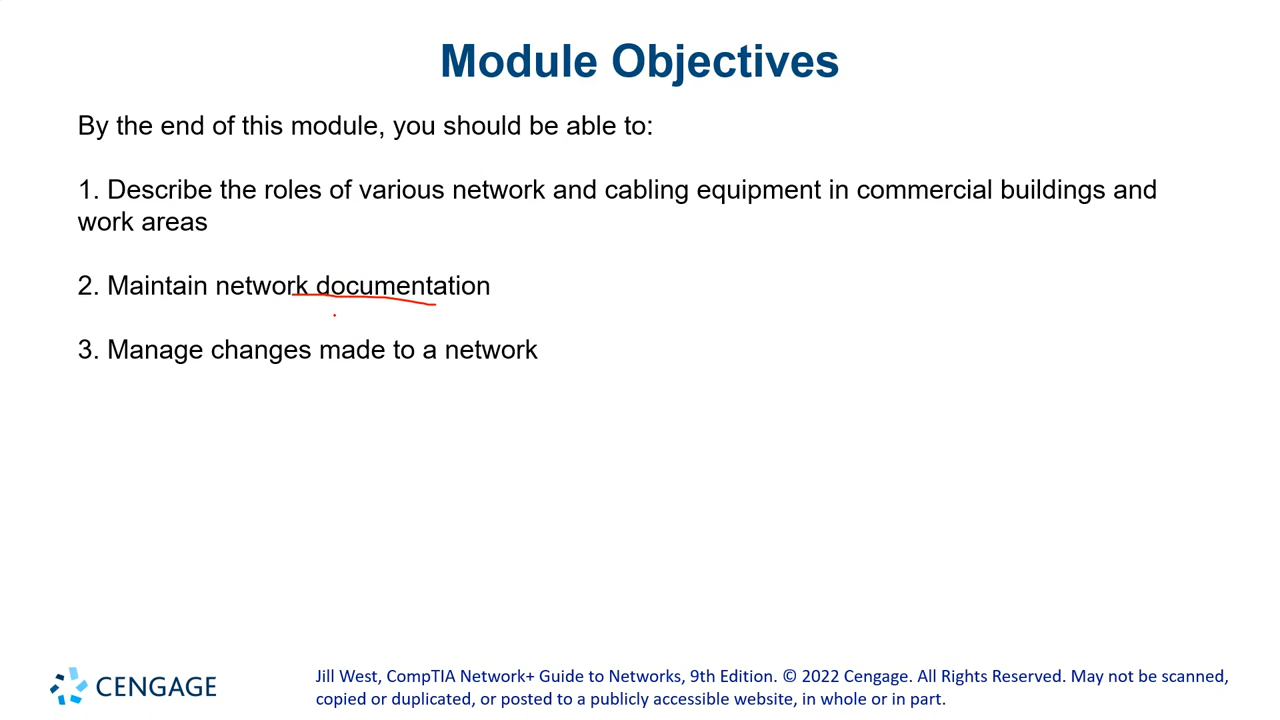 Module Objectives
By the end of this module, you should be able to:
1. Describe the roles of various network and cabling equipment in commercial buildings and
work areas
2. Maintain network documentation
3. Manage changes made to a network
CENGAGE
Jill West, CompTIA Network+ Guide to Networks, 9th Edition. © 2022 Cengage. All Rights Reserved. May not be scanned,
copied or duplicated, or posted to a publicly accessible website, in whole or in part.